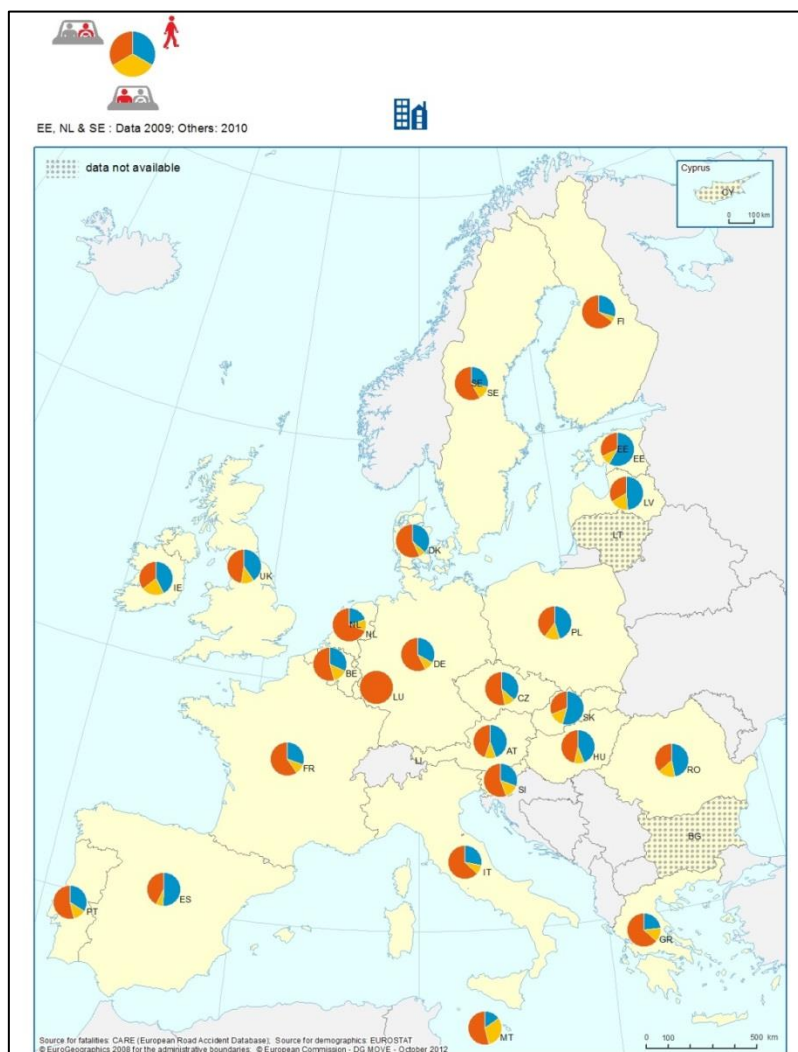 EE, NL & SE : Data 2009; Others: 2010
data not available
Cyprus
CY
0 100 km
FI
SE
SE
EE
EE
LV
LT
DK
IE
UK
NL
NL
PL
DE
BE
LU
CZ
SK
AT
HU
RO
FR
LI
SI
BG
IT
ES
PT
GR
MT
0 100 500 km
Source for fatalities: CARE (European Road Accident Database), Source for demographics: EUROSTAT
© EuroGeographics 2008 for the administrative boundaries. © European Commission - DG MOVE - October 2012